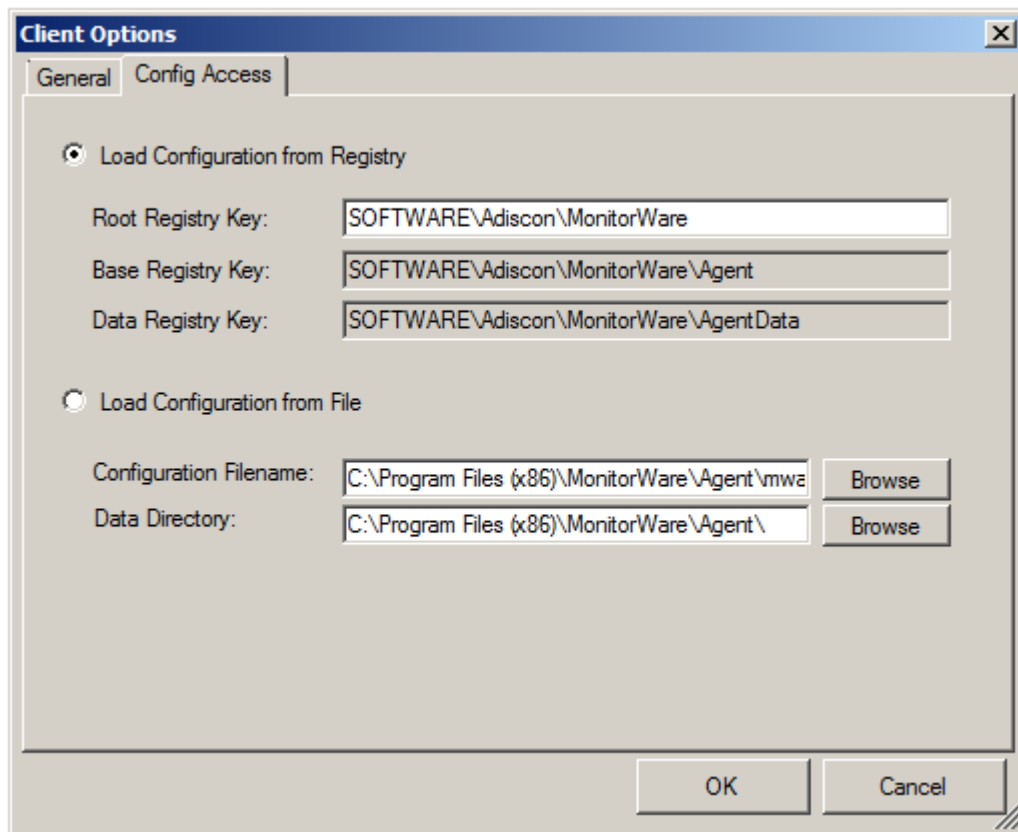 Client Options
General Config Access
Load Configuration from Registry
Root Registry Key: SOFTWARE\Adiscon\MonitorWare
Base Registry Key: SOFTWARE\Adiscon\MonitorWare\Agent
Data Registry Key: SOFTWARE\Adiscon\MonitorWare\AgentData
Load Configuration from File
Configuration Filename: C:\Program Files (x86)\MonitorWare\Agent\mwa Browse
Data Directory: C:\Program Files (x86)\MonitorWare\Agent\ Browse
OK Cancel